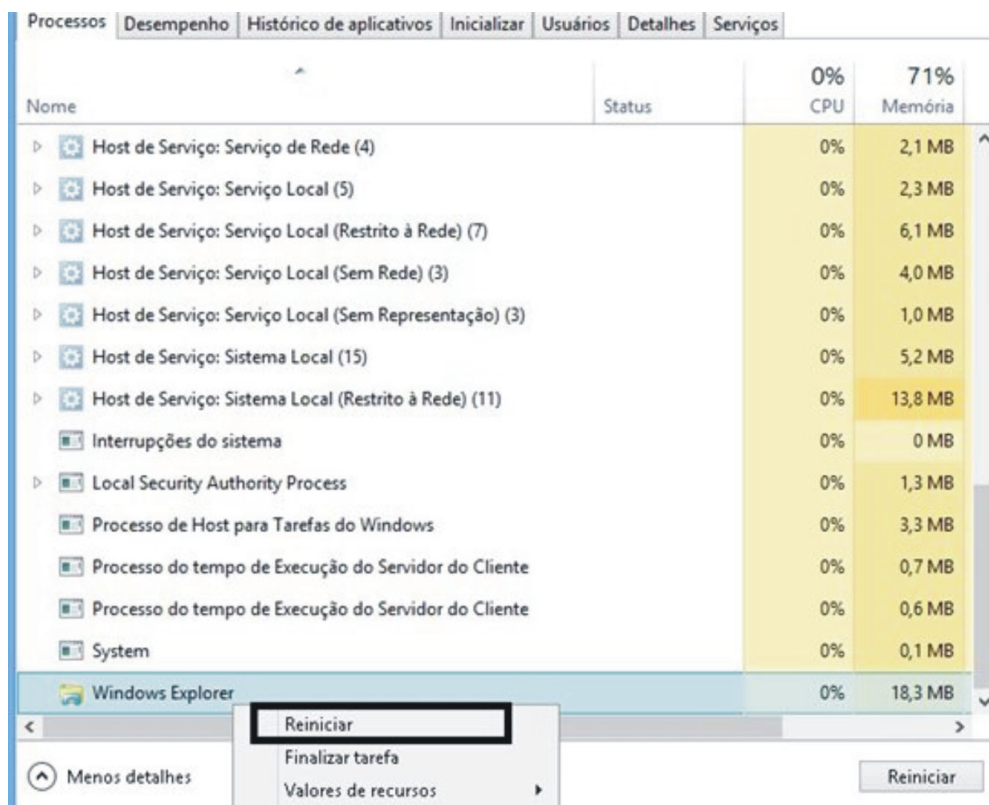 Processos Desempenho Histórico de aplicativos Inicializar Usuários Detalhes Serviços
0% 71%
Nome Status CPU Memória
Host de Serviço: Serviço de Rede (4) 0% 2,1 MB
Host de Serviço: Serviço Local (5) 0% 2,3 MB
Host de Serviço: Serviço Local (Restrito à Rede) (7) 0% 6,1 MB
Host de Serviço: Serviço Local (Sem Rede) (3) 0% 4,0 MB
Host de Serviço: Serviço Local (Sem Representação) (3) 0% 1,0 MB
Host de Serviço: Sistema Local (15) 0% 5,2 MB
Host de Serviço: Sistema Local (Restrito à Rede) (11) 0% 13,8 MB
Interrupções do sistema 0% 0 MB
Local Security Authority Process 0% 1,3 MB
Processo de Host para Tarefas do Windows 0% 3,3 MB
Processo do tempo de Execução do Servidor do Cliente 0% 0,7 MB
Processo do tempo de Execução do Servidor do Cliente 0% 0,6 MB
System 0% 0,1 MB
Windows Explorer 0% 18,3 MB
Reiniciar
Finalizar tarefa
Valores de recursos
Menos detalhes Reiniciar